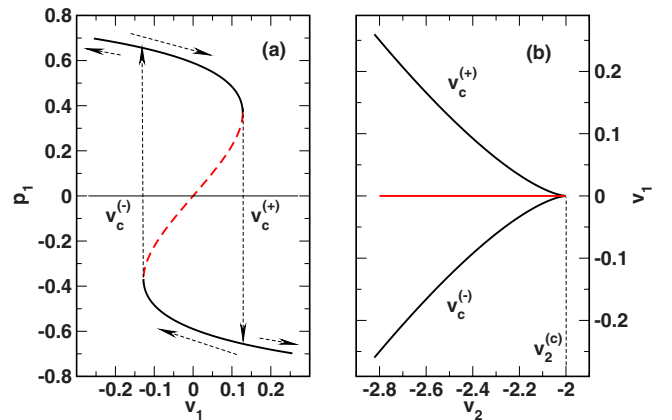 (a)
0.8
0.6
0.4
0.2
0
-0.2
-0.4
-0.6
-0.8
p₁
v_c^(-)
v_c^(+)
-0.2 -0.1 0 0.1 0.2
v₁
(b)
v_c^(+)
v_c^(-)
v₂^(c)
0.2
0.1
0
-0.1
-0.2
v₁
-2.8 -2.6 -2.4 -2.2 -2
v₂